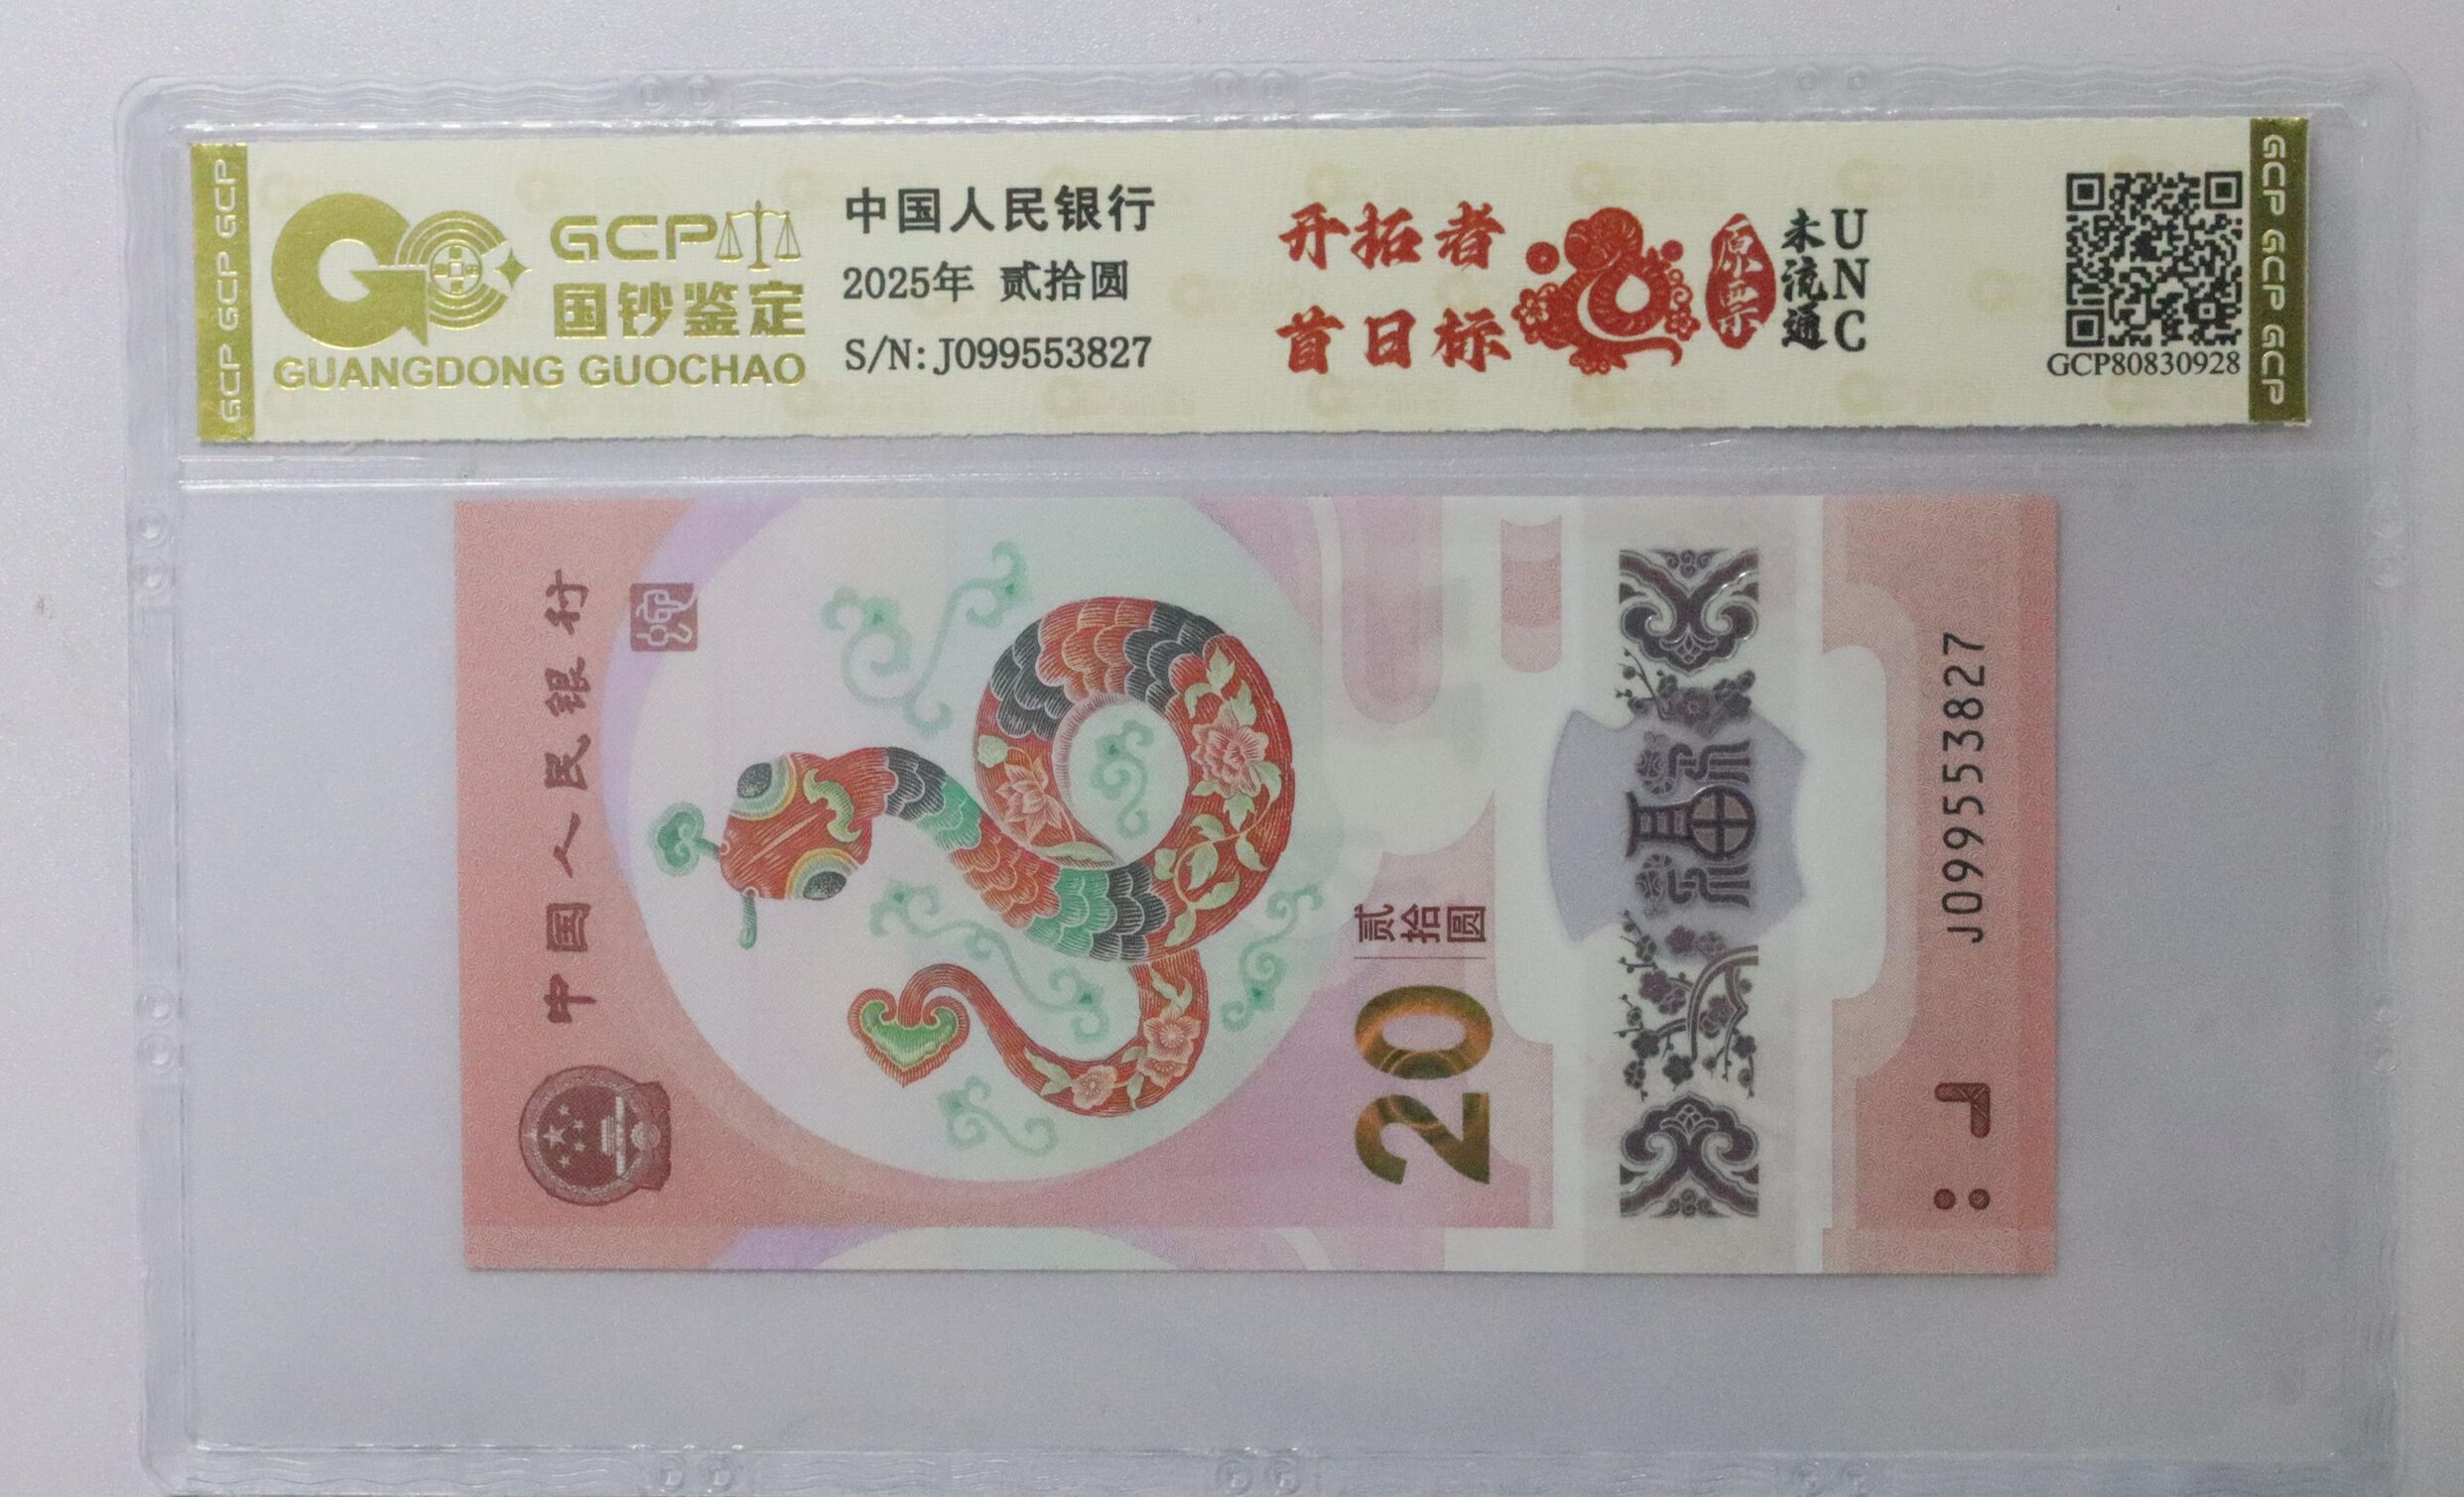 GCP GCP GCP
GCP
国钞鉴定
GUANGDONG GUOCHAO
中国人民银行
2025年 贰拾圆
S/N:J099553827
开拓者
首日标
原票
未流通
UNC
GCP80830928
GCP GCP GCP
中国人民银行
20
贰拾圆
福
J099553827